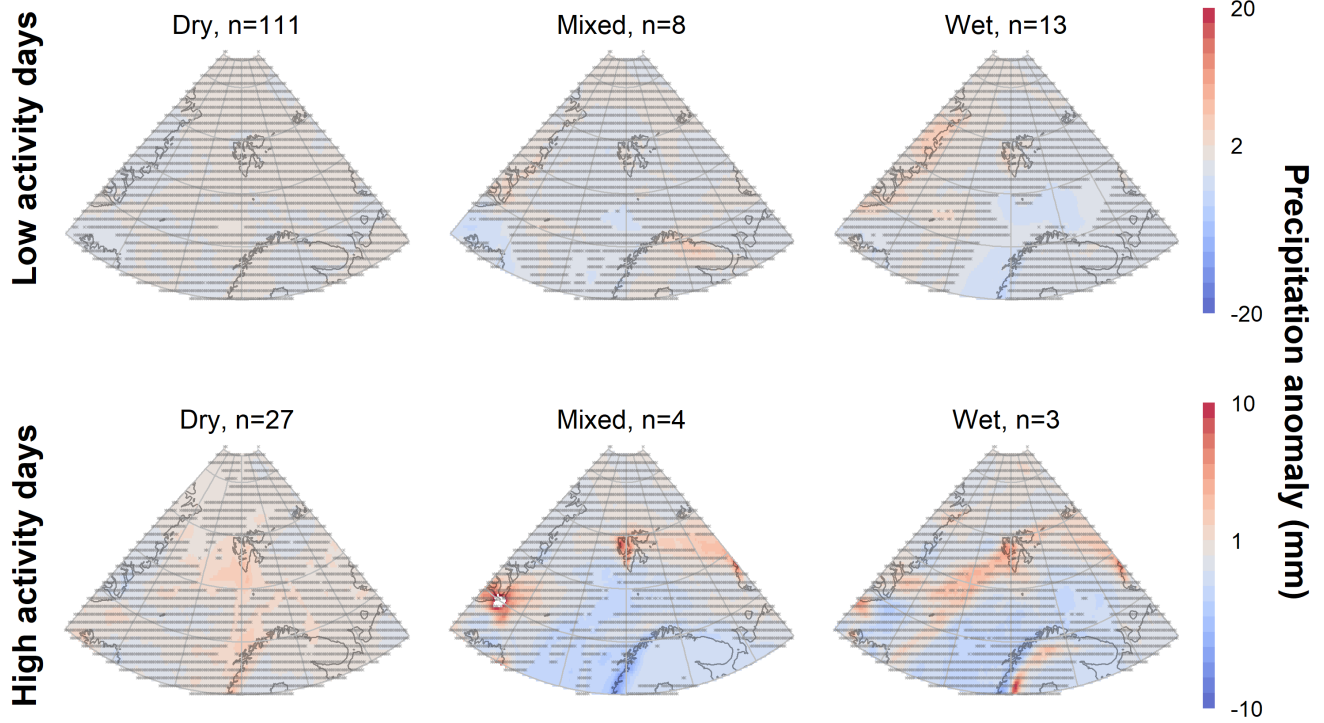 Low activity days
Dry, n=111
Mixed, n=8
Wet, n=13
20
2
-20
Precipitation anomaly (mm)
High activity days
Dry, n=27
Mixed, n=4
Wet, n=3
10
1
-10